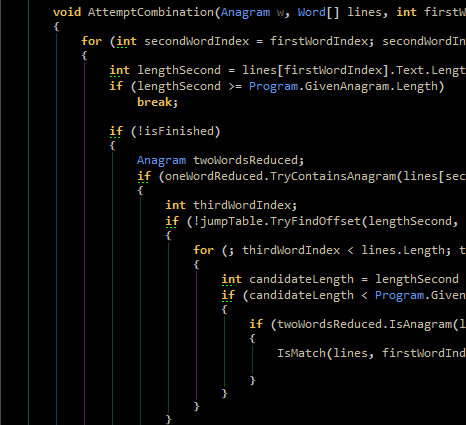 void AttemptCombination(Anagram w, Word[] lines, int firstW
{
for (int secondWordIndex = firstWordIndex; secondWordIn
{
int lengthSecond = lines[firstWordIndex].Text.Lengt
if (lengthSecond >= Program.GivenAnagram.Length)
break;
if (!isFinished)
{
Anagram twoWordsReduced;
if (oneWordReduced.TryContainsAnagram(lines[sec
{
int thirdWordIndex;
if (!jumpTable.TryFindOffset(lengthSecond,
{
for (; thirdWordIndex < lines.Length; t
{
int candidateLength = lengthSecond
if (candidateLength < Program.Given
{
if (twoWordsReduced.IsAnagram(l
{
IsMatch(lines, firstWordInd
}
}
}
}